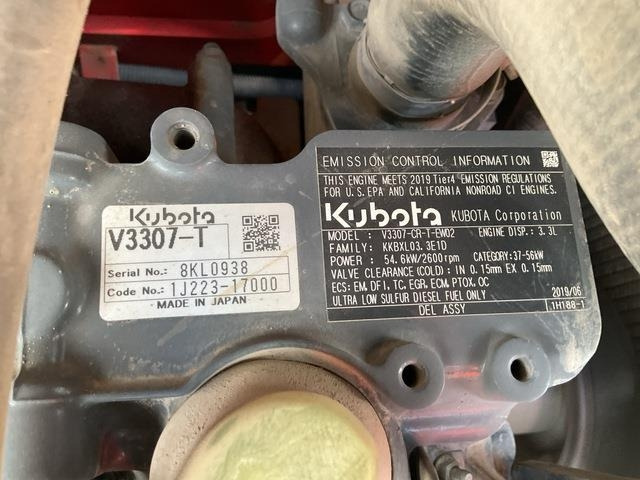 Kubota
V3307-T
Serial No.: 8KL0938
Code No.: 1J223-17000
MADE IN JAPAN
EMISSION CONTROL INFORMATION
THIS ENGINE MEETS 2019 Tier4 EMISSION REGULATIONS
FOR U.S. EPA AND CALIFORNIA NONROAD CI ENGINES.
Kubota KUBOTA Corporation
MODEL : V3307-CR-T-EW02 ENGINE DISP.: 3.3L
FAMILY : KKBXL03.3E1D
POWER : 54.6kW/2600rpm CATEGORY:37-56kW
VALVE CLEARANCE (COLD) : IN 0.15mm EX 0.15mm
ECS: EM, DFI, TC, EGR, ECM, PTOX, OC
ULTRA LOW SULFUR DIESEL FUEL ONLY 2019/06
DEL ASSY 1H188-1